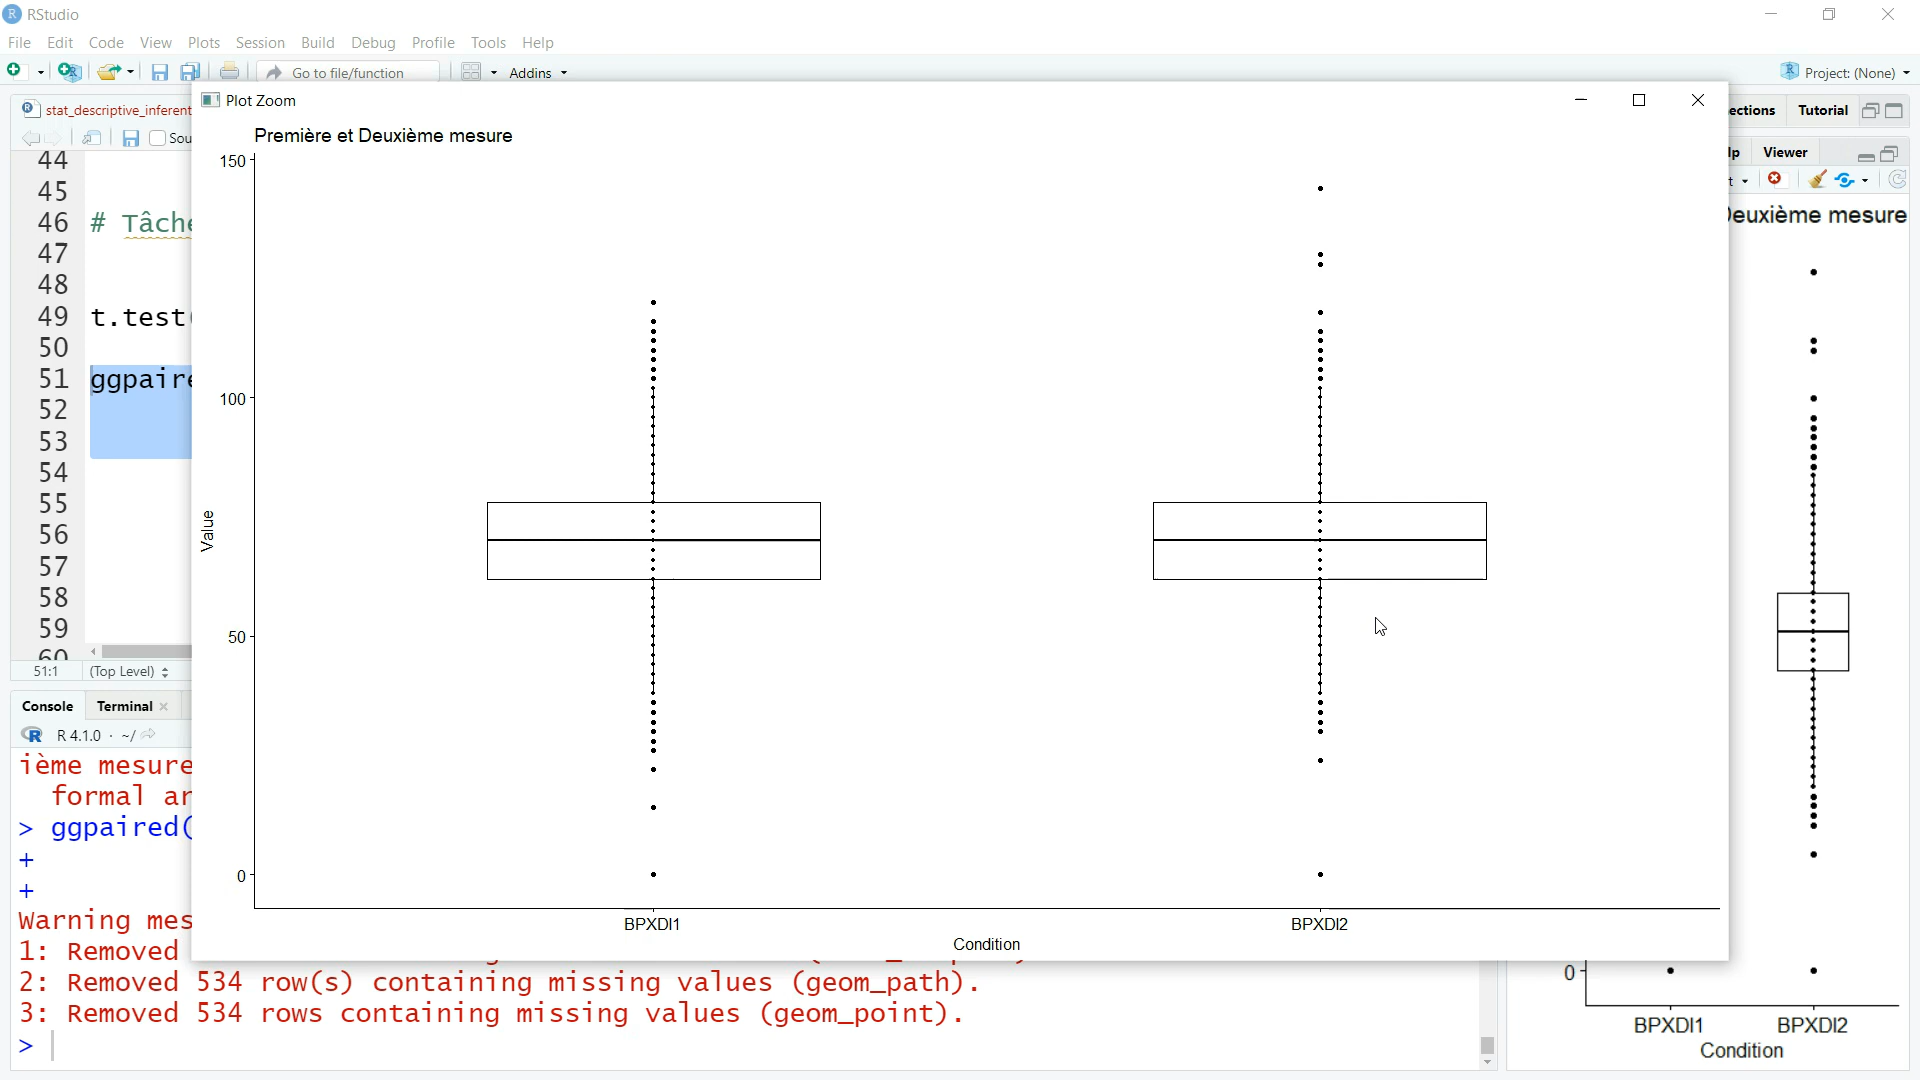 RStudio
File Edit Code View Plots Session Build Debug Profile Tools Help
Go to file/function Addins Project: (None)
stat_descriptive_inferent
Plot Zoom
ections Tutorial
Sou
lp Viewer
t
Première et Deuxième mesure
Deuxième mesure
44
45
46 # Tâche
47
48
49 t.test(
50
51 ggpaire
52
53
54
55
56
57
58
59
60
150
100
50
0
Value
BPXDI1 BPXDI2
Condition
51:1 (Top Level)
Console Terminal
R 4.1.0 · ~/
ième mesure
formal ar
> ggpaired(
+
+
Warning mes
1: Removed
2: Removed 534 row(s) containing missing values (geom_path).
3: Removed 534 rows containing missing values (geom_point).
>
0
BPXDI1 BPXDI2
Condition